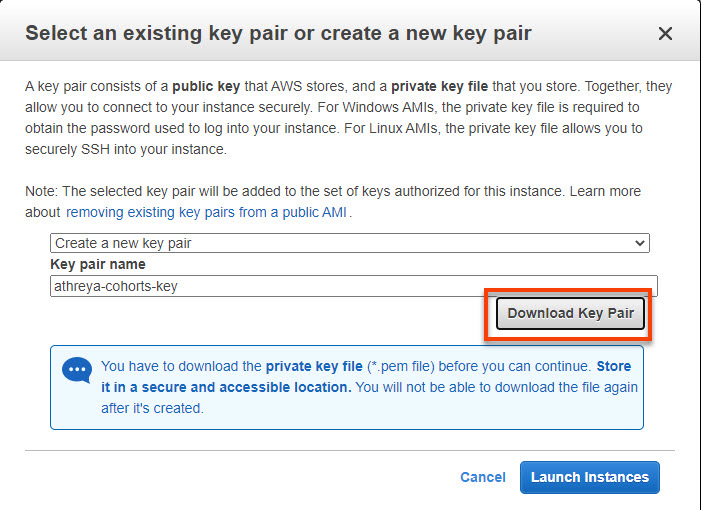 Select an existing key pair or create a new key pair
A key pair consists of a public key that AWS stores, and a private key file that you store. Together, they
allow you to connect to your instance securely. For Windows AMIs, the private key file is required to
obtain the password used to log into your instance. For Linux AMIs, the private key file allows you to
securely SSH into your instance.
Note: The selected key pair will be added to the set of keys authorized for this instance. Learn more
about removing existing key pairs from a public AMI .
Create a new key pair
Key pair name
athreya-cohorts-key
Download Key Pair
You have to download the private key file (*.pem file) before you can continue. Store
it in a secure and accessible location. You will not be able to download the file again
after it's created.
Cancel Launch Instances